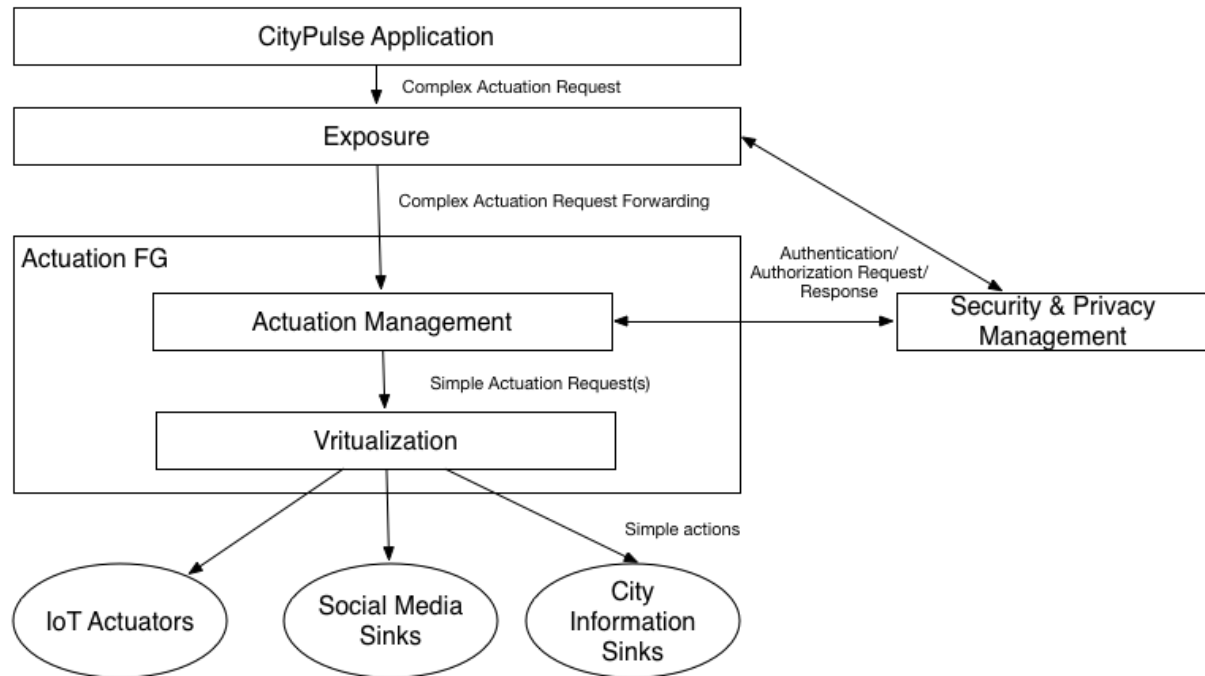 CityPulse Application
Complex Actuation Request
Exposure
Complex Actuation Request Forwarding
Actuation FG
Authentication/
Authorization Request/
Response
Actuation Management
Security & Privacy
Management
Simple Actuation Request(s)
Vritualization
Simple actions
IoT Actuators
Social Media
Sinks
City
Information
Sinks